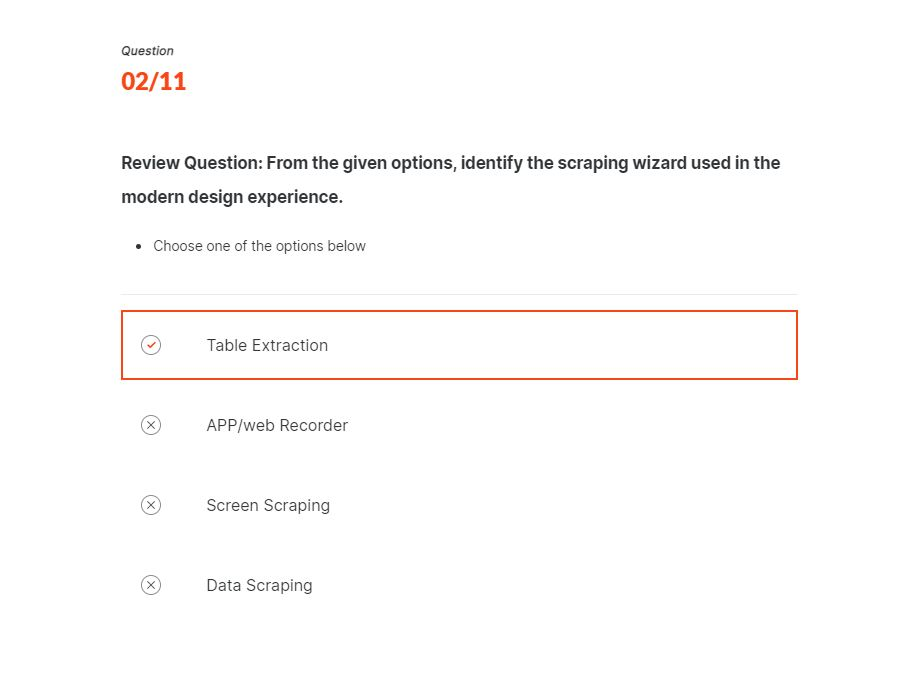 Question
02/11
Review Question: From the given options, identify the scraping wizard used in the
modern design experience.
Choose one of the options below
Table Extraction
APP/web Recorder
Screen Scraping
Data Scraping